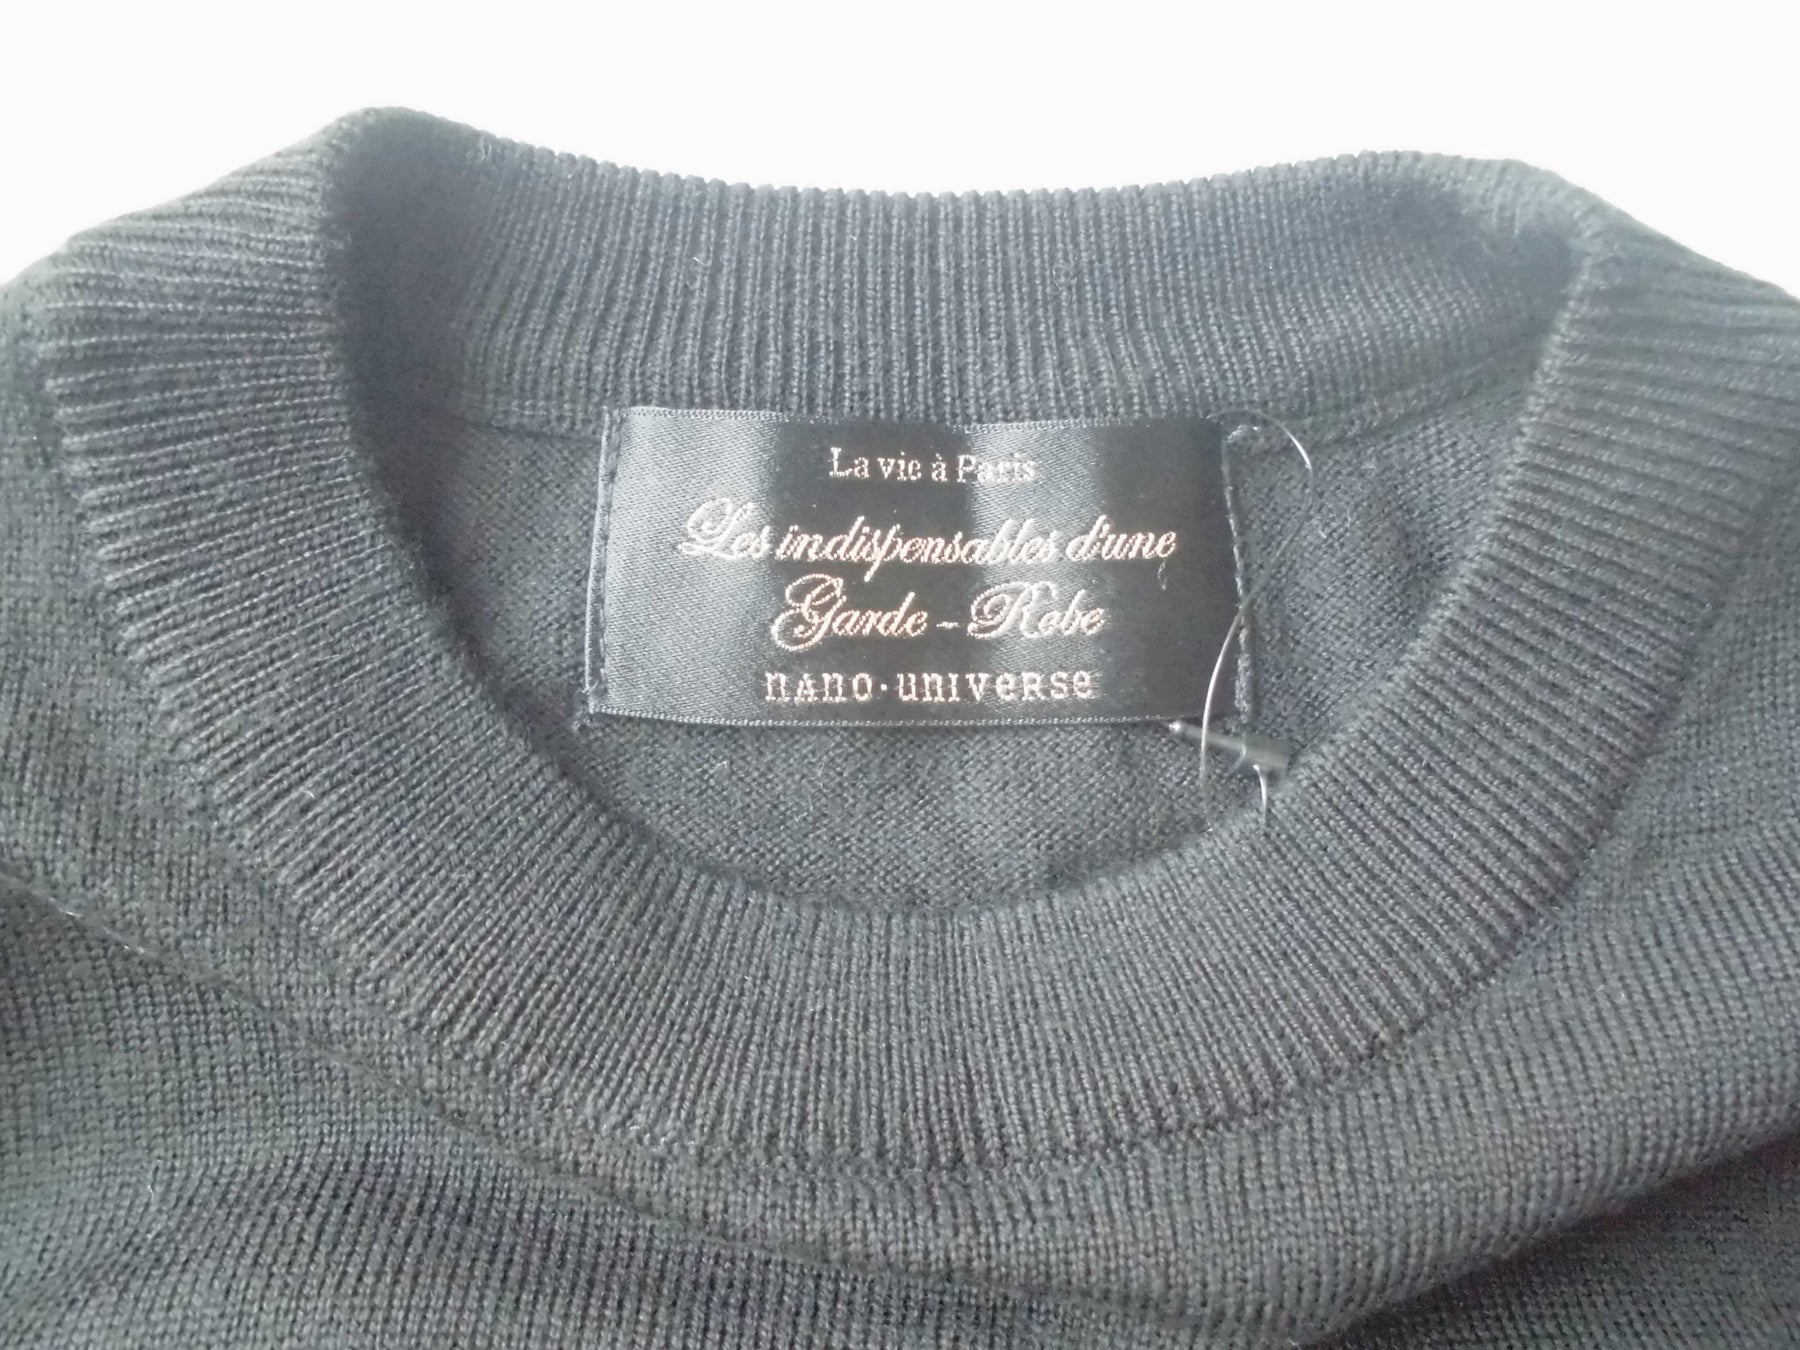 La vie à Paris
Les indispensables d'une
Garde - Robe
nano·universe